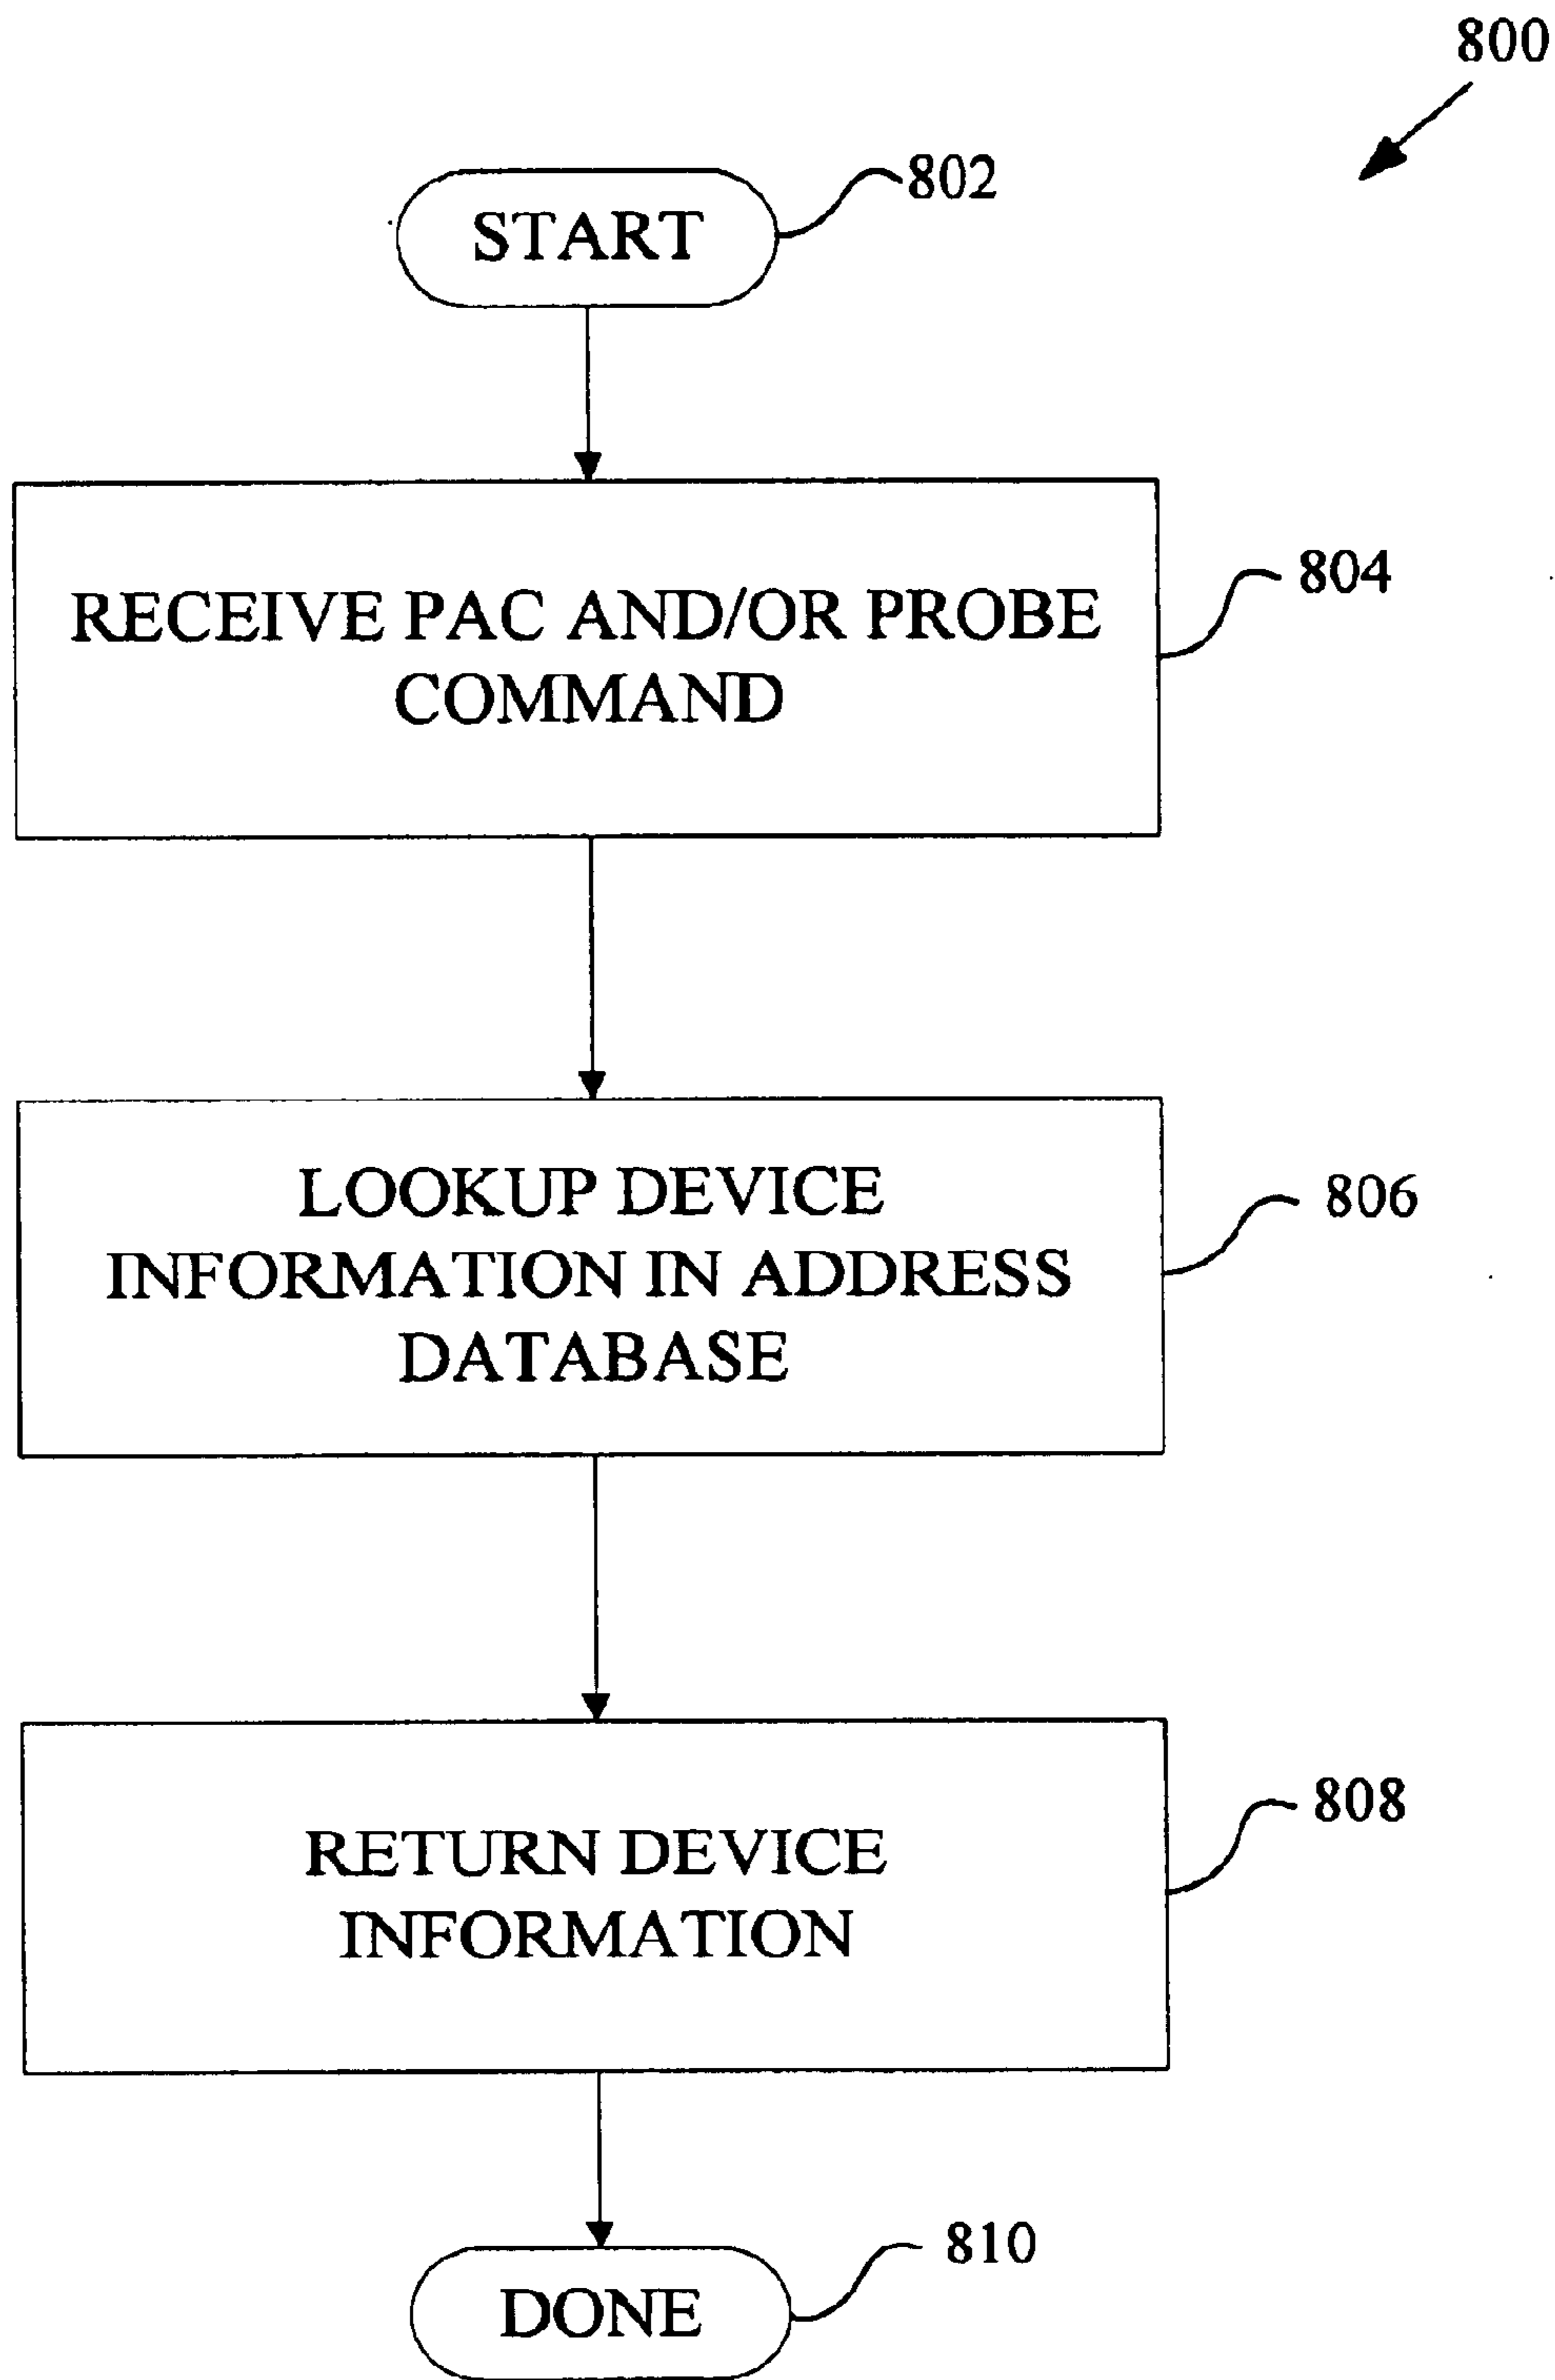 800
802
START
804
RECEIVE PAC AND/OR PROBE
COMMAND
806
LOOKUP DEVICE
INFORMATION IN ADDRESS
DATABASE
808
RETURN DEVICE
INFORMATION
810
DONE